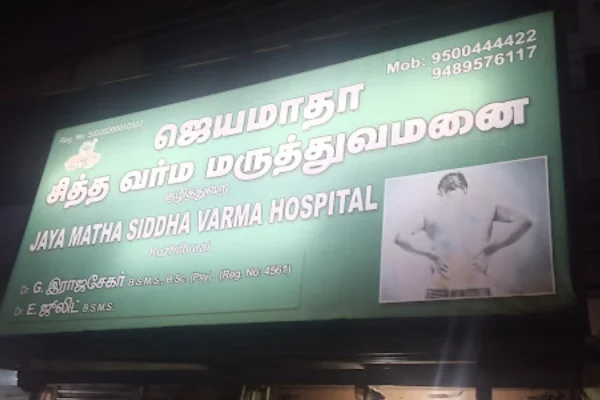 Mob: 9500444422
9489576117
ஜெயமாதா
சித்த வர்ம மருத்துவமனை
குழித்துறை
JAYA MATHA SIDDHA VARMA HOSPITAL
Kuzhithurai
Dr G. இராஜசேகர் B.S.M.S., H.Sc. (Psy) (Reg. No: 4561)
Dr E. ஜூலிட் B.S.M.S.